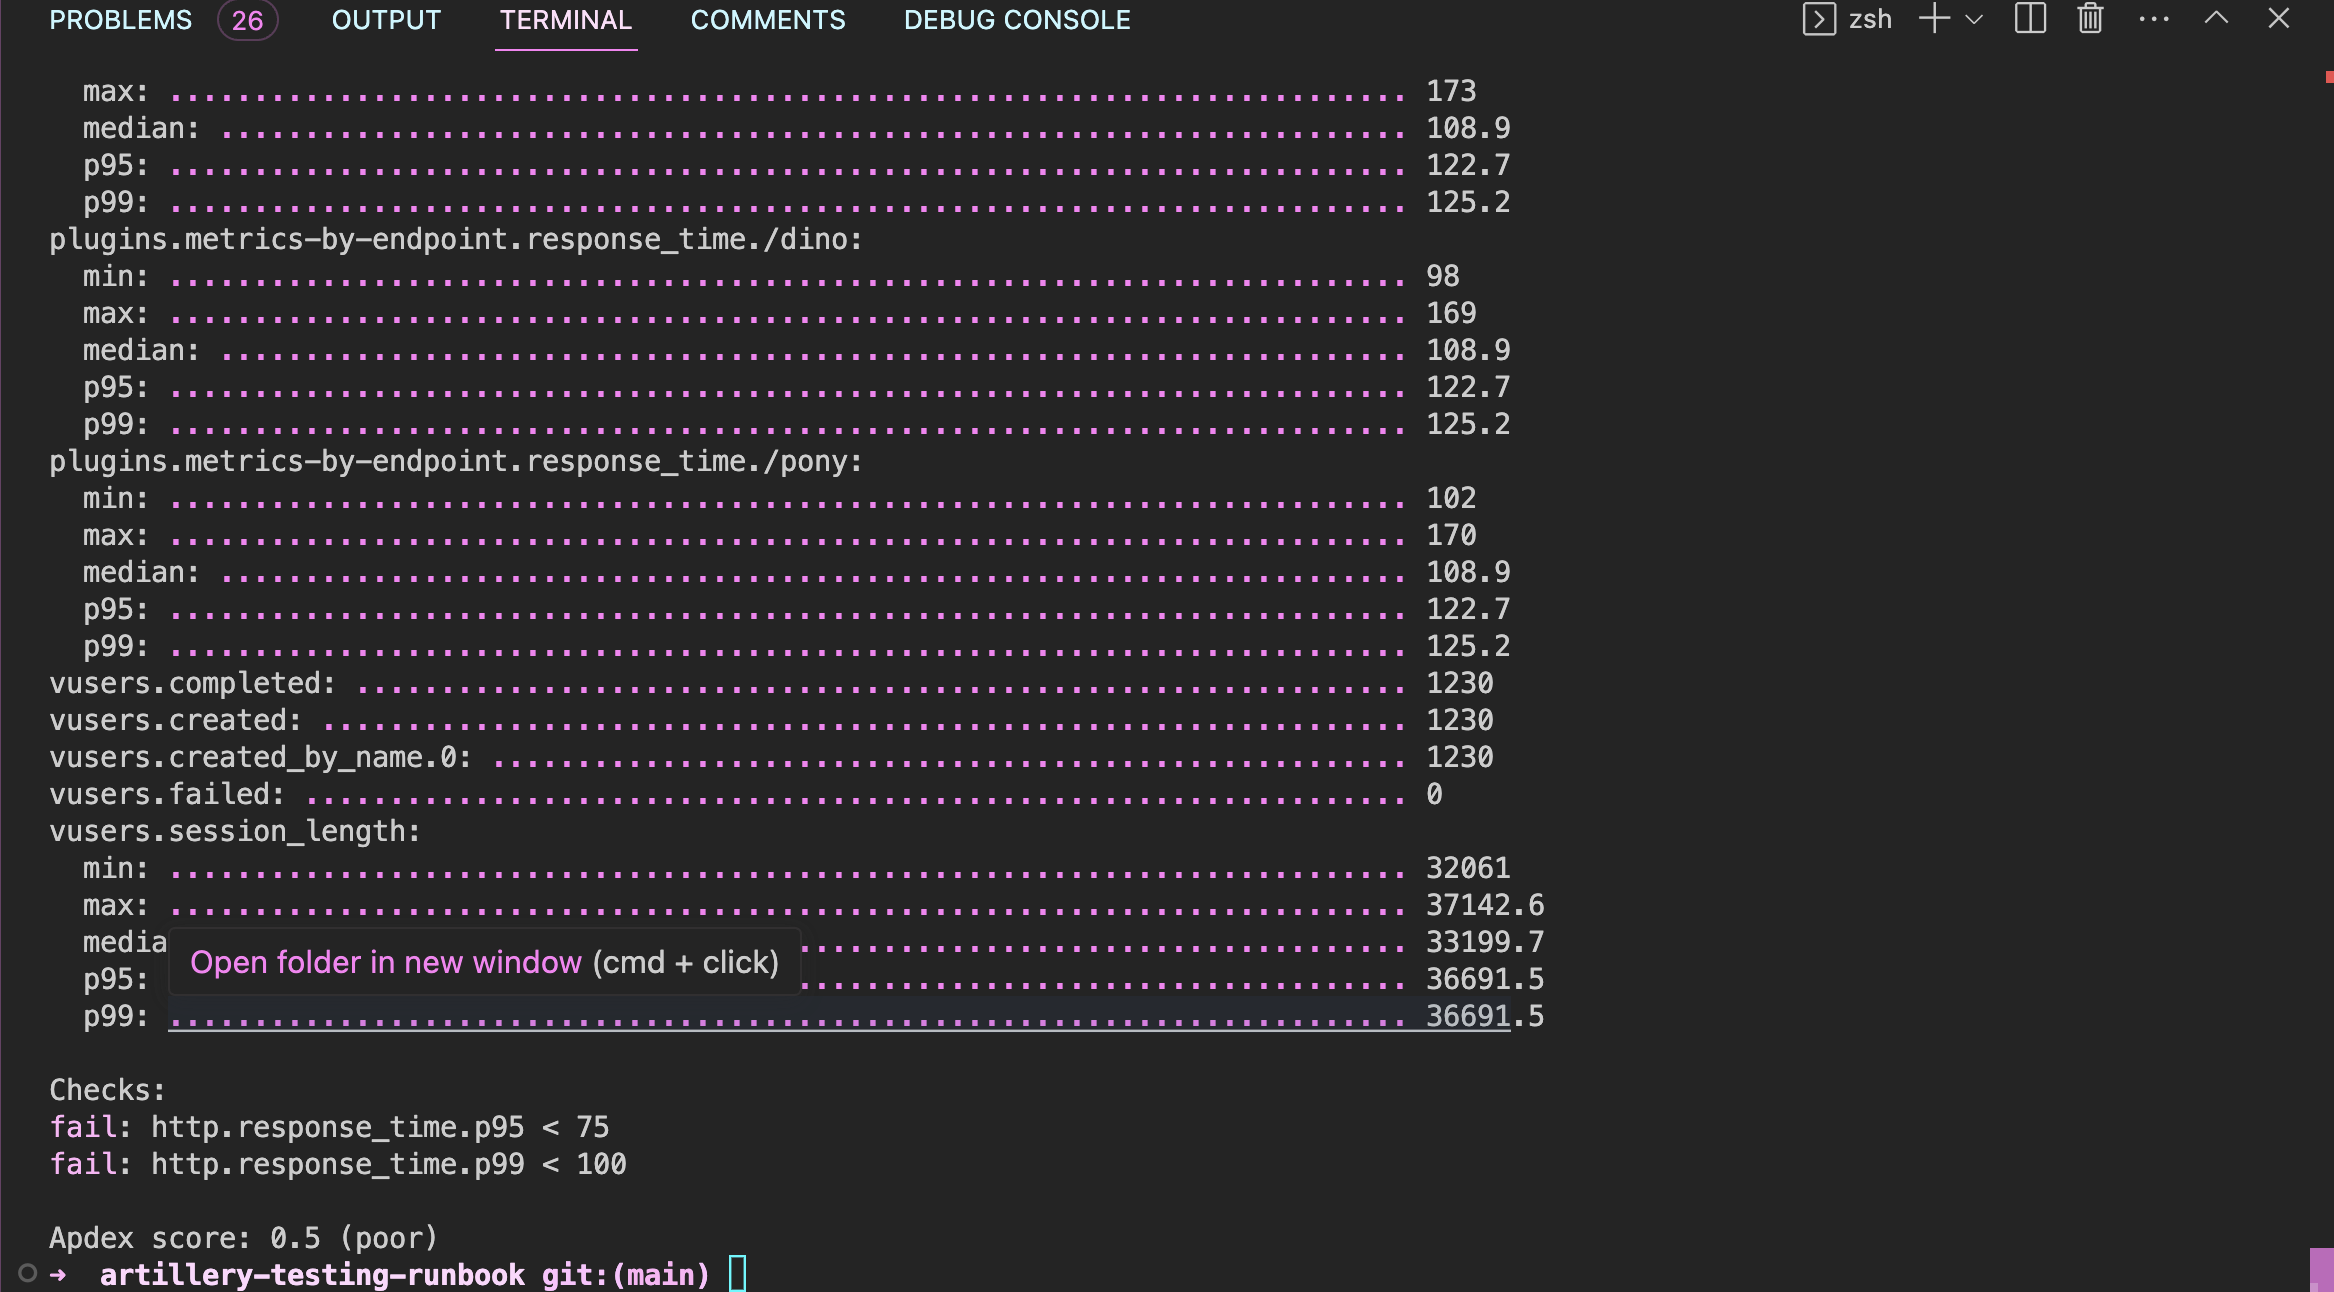 PROBLEMS 26 OUTPUT TERMINAL COMMENTS DEBUG CONSOLE zsh
max: .......................................................................... 173
median: ....................................................................... 108.9
p95: .......................................................................... 122.7
p99: .......................................................................... 125.2
plugins.metrics-by-endpoint.response_time./dino:
min: .......................................................................... 98
max: .......................................................................... 169
median: ....................................................................... 108.9
p95: .......................................................................... 122.7
p99: .......................................................................... 125.2
plugins.metrics-by-endpoint.response_time./pony:
min: .......................................................................... 102
max: .......................................................................... 170
median: ....................................................................... 108.9
p95: .......................................................................... 122.7
p99: .......................................................................... 125.2
vusers.completed: .............................................................. 1230
vusers.created: ................................................................ 1230
vusers.created_by_name.0: ...................................................... 1230
vusers.failed: ................................................................. 0
vusers.session_length:
min: .......................................................................... 32061
max: .......................................................................... 37142.6
media .................................... 33199.7
Open folder in new window (cmd + click)
p95: .................................... 36691.5
p99: .......................................................................... 36691.5
Checks:
fail: http.response_time.p95 < 75
fail: http.response_time.p99 < 100
Apdex score: 0.5 (poor)
➜ artillery-testing-runbook git:(main)